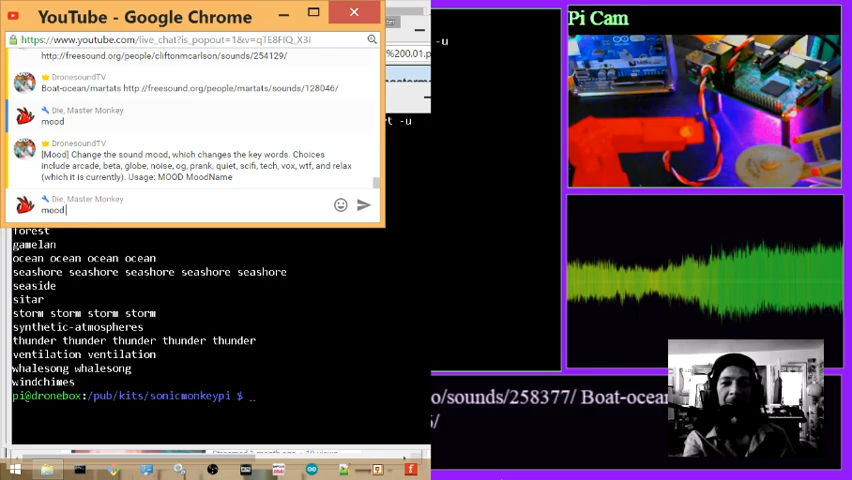 YouTube - Google Chrome
https://www.youtube.com/live_chat?is_popout=1&v=qTE8FIQ_X3I
http://freesound.org/people/cliftonmcarlson/sounds/254129/
DronesoundTV
Boat-ocean/martats http://freesound.org/people/martats/sounds/128046/
Die, Master Monkey
mood
DronesoundTV
[Mood] Change the sound mood, which changes the key words. Choices
include arcade, beta, globe, noise, og, prank, quiet, scifi, tech, vox, wtf, and relax
(which it is currently). Usage: MOOD MoodName
Die, Master Monkey
mood
-u
-u
forest
gamelan
ocean ocean ocean ocean
seashore seashore seashore seashore seashore
seaside
sitar
storm storm storm storm
synthetic-atmospheres
thunder thunder thunder thunder thunder
ventilation ventilation
whalesong whalesong
windchimes
pi@dronebox:/pub/kits/sonicmonkeypi $
Pi Cam
o/sounds/258377/ Boat-ocean